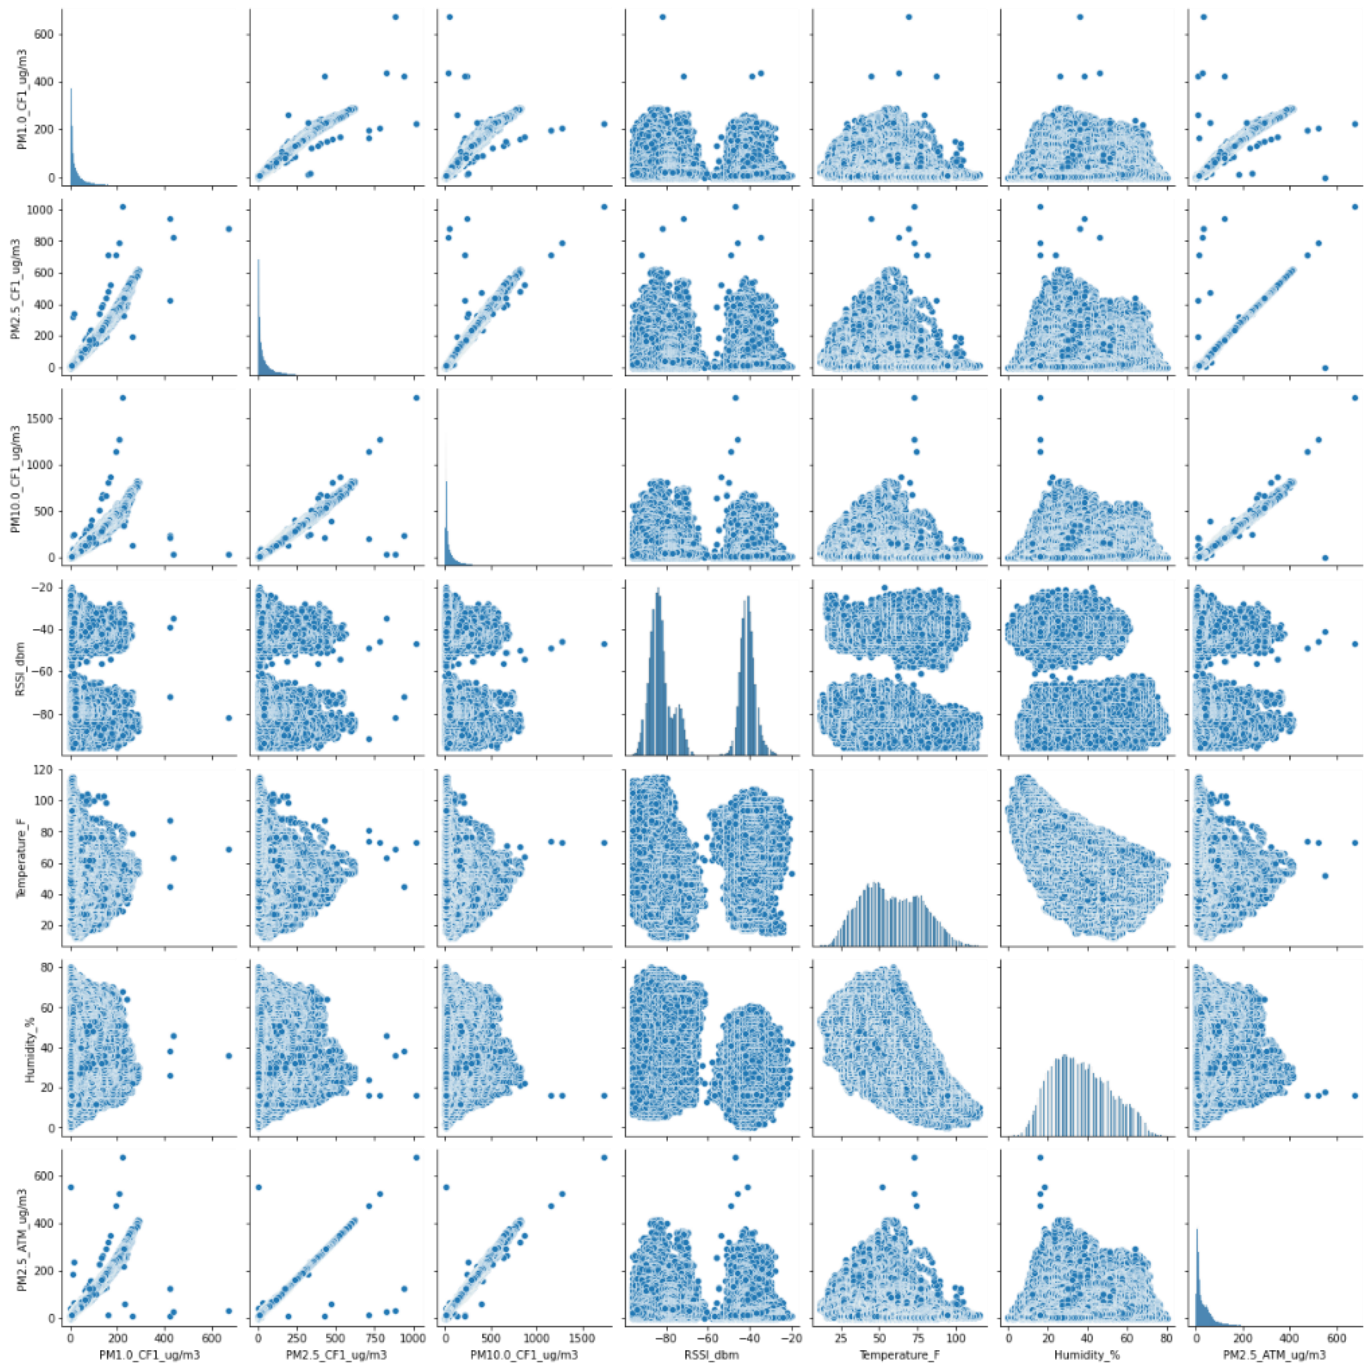 PM1.0_CF1_ug/m3
600
400
200
0
PM2.5_CF1_ug/m3
1000
800
600
400
200
0
PM10.0_CF1_ug/m3
1500
1000
500
0
RSSI_dbm
−20
−40
−60
−80
Temperature_F
120
100
80
60
40
20
Humidity_%
80
60
40
20
0
PM2.5_ATM_ug/m3
600
400
200
0
0 200 400 600
0 250 500 750 1000
0 500 1000 1500
−80 −60 −40 −20
50 100
0 20 40 60 80
0 200 400 600
PM1.0_CF1_ug/m3 PM2.5_CF1_ug/m3 PM10.0_CF1_ug/m3 RSSI_dbm Temperature_F Humidity_% PM2.5_ATM_ug/m3